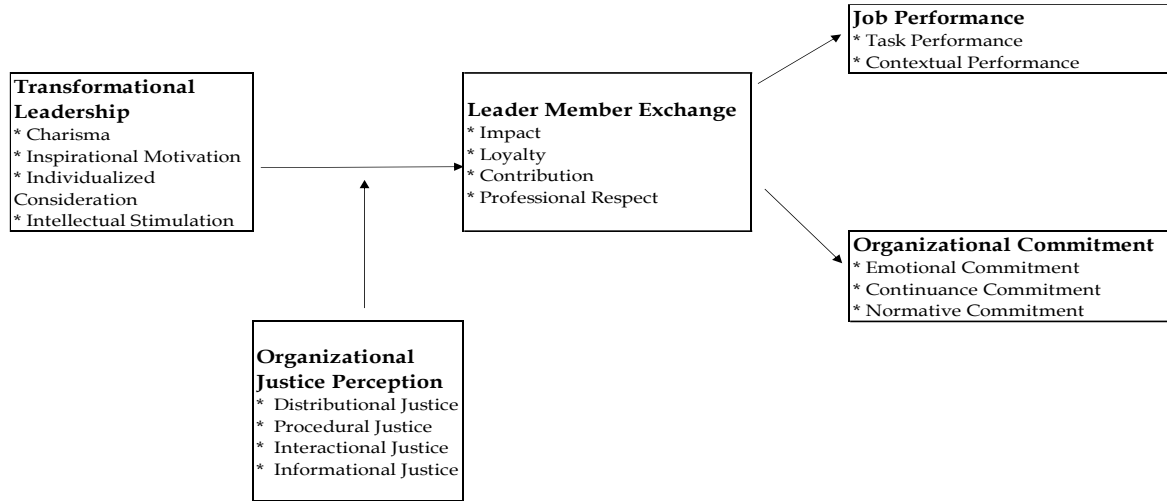 Transformational
Leadership
* Charisma
* Inspirational Motivation
* Individualized
Consideration
* Intellectual Stimulation
Leader Member Exchange
* Impact
* Loyalty
* Contribution
* Professional Respect
Job Performance
* Task Performance
* Contextual Performance
Organizational Commitment
* Emotional Commitment
* Continuance Commitment
* Normative Commitment
Organizational
Justice Perception
* Distributional Justice
* Procedural Justice
* Interactional Justice
* Informational Justice